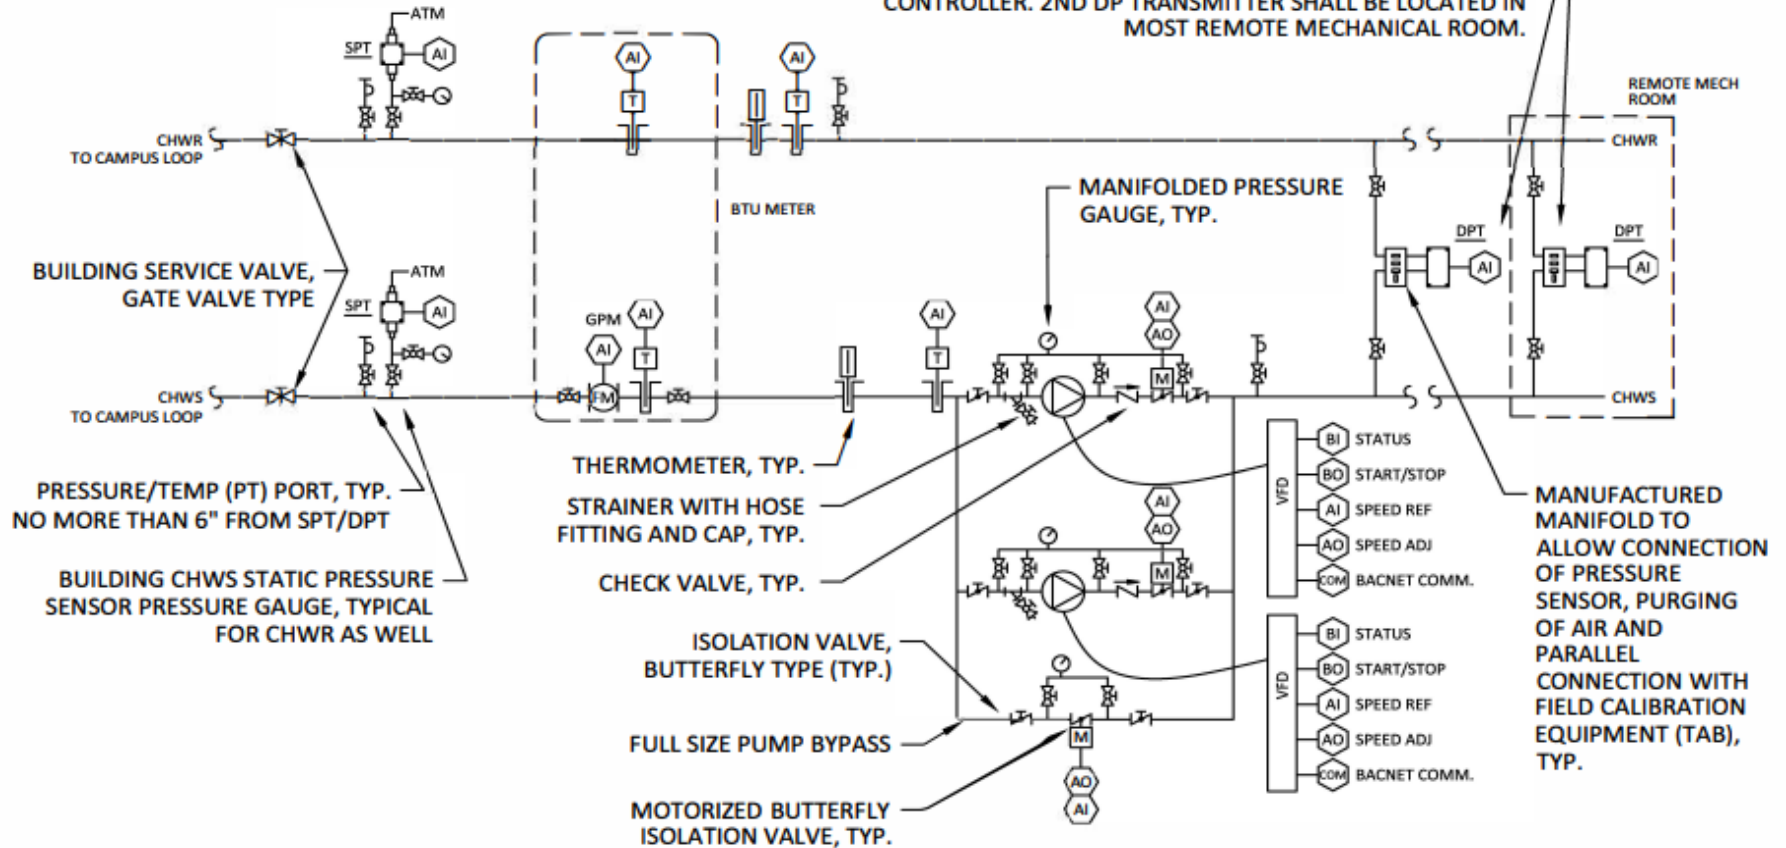 CONTROLLER. 2ND DP TRANSMITTER SHALL BE LOCATED IN
MOST REMOTE MECHANICAL ROOM.
ATM
SPT
AI
AI
T
AI
T
REMOTE MECH
ROOM
CHWR
TO CAMPUS LOOP
CHWR
BTU METER
MANIFOLDED PRESSURE
GAUGE, TYP.
DPT
AI
DPT
AI
BUILDING SERVICE VALVE,
GATE VALVE TYPE
ATM
SPT
AI
GPM
AI
FM
AI
T
AI
T
AI
AO
M
CHWS
TO CAMPUS LOOP
CHWS
THERMOMETER, TYP.
PRESSURE/TEMP (PT) PORT, TYP.
NO MORE THAN 6" FROM SPT/DPT
STRAINER WITH HOSE
FITTING AND CAP, TYP.
CHECK VALVE, TYP.
BUILDING CHWS STATIC PRESSURE
SENSOR PRESSURE GAUGE, TYPICAL
FOR CHWR AS WELL
AI
AO
M
VFD
BI STATUS
BO START/STOP
AI SPEED REF
AO SPEED ADJ
COM BACNET COMM.
MANUFACTURED
MANIFOLD TO
ALLOW CONNECTION
OF PRESSURE
SENSOR, PURGING
OF AIR AND
PARALLEL
CONNECTION WITH
FIELD CALIBRATION
EQUIPMENT (TAB),
TYP.
ISOLATION VALVE,
BUTTERFLY TYPE (TYP.)
FULL SIZE PUMP BYPASS
M
AO
AI
MOTORIZED BUTTERFLY
ISOLATION VALVE, TYP.
VFD
BI STATUS
BO START/STOP
AI SPEED REF
AO SPEED ADJ
COM BACNET COMM.